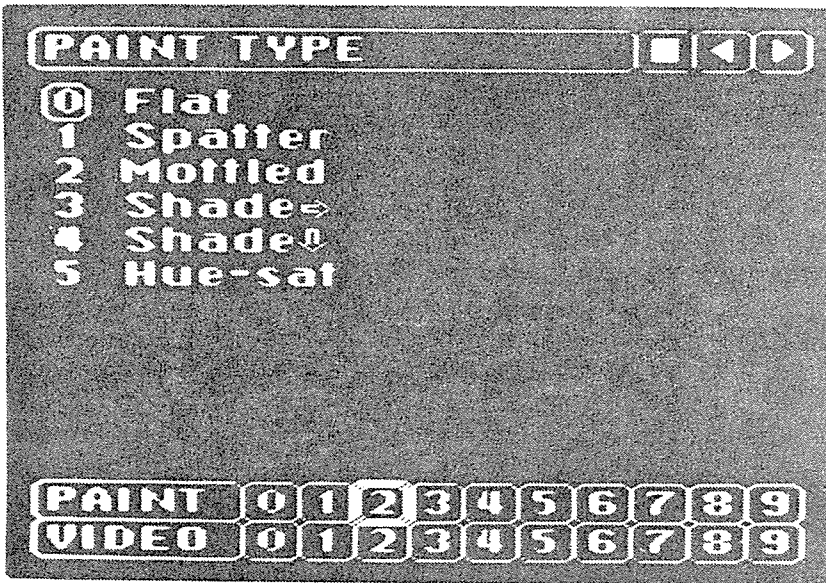 PAINT TYPE
0 Flat
1 Spatter
2 Mottled
3 Shade⇨
4 Shade⇩
5 Hue-sat
PAINT 0 1 2 3 4 5 6 7 8 9
VIDEO 0 1 2 3 4 5 6 7 8 9